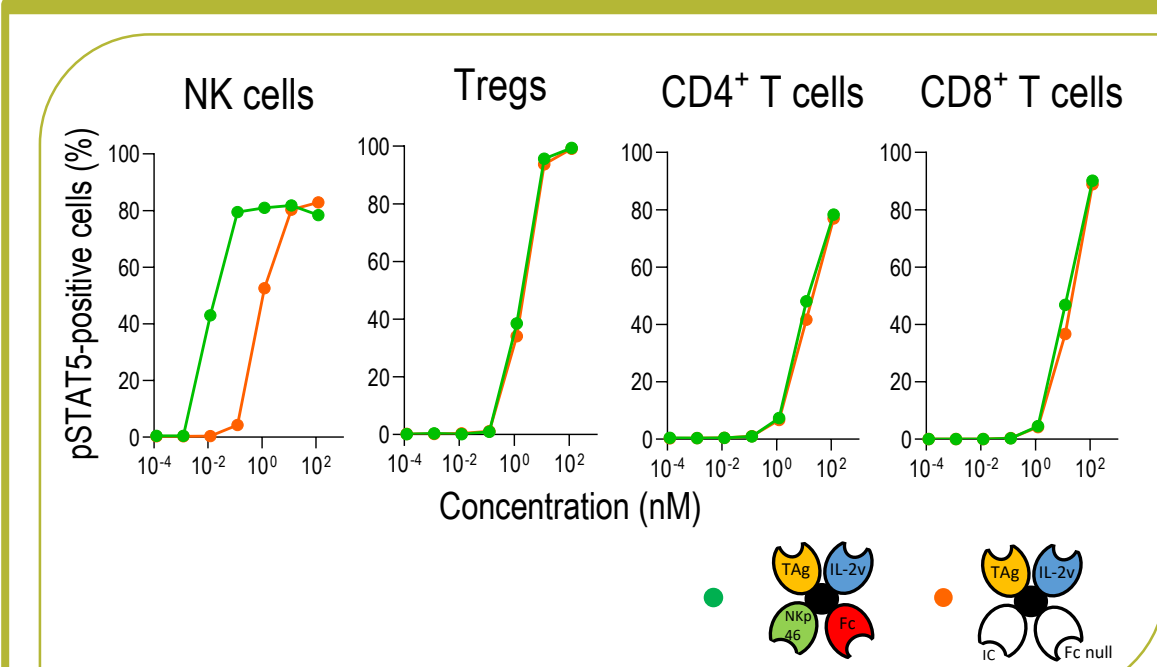 NK cells
Tregs
CD4⁺ T cells
CD8⁺ T cells
pSTAT5-positive cells (%)
100
80
60
40
20
0
10⁻⁴ 10⁻² 10⁰ 10²
100
80
60
40
20
0
10⁻⁴ 10⁻² 10⁰ 10²
100
80
60
40
20
0
10⁻⁴ 10⁻² 10⁰ 10²
100
80
60
40
20
0
10⁻⁴ 10⁻² 10⁰ 10²
Concentration (nM)
TAg IL-2v
NKp
46
Fc
TAg IL-2v
IC
Fc null